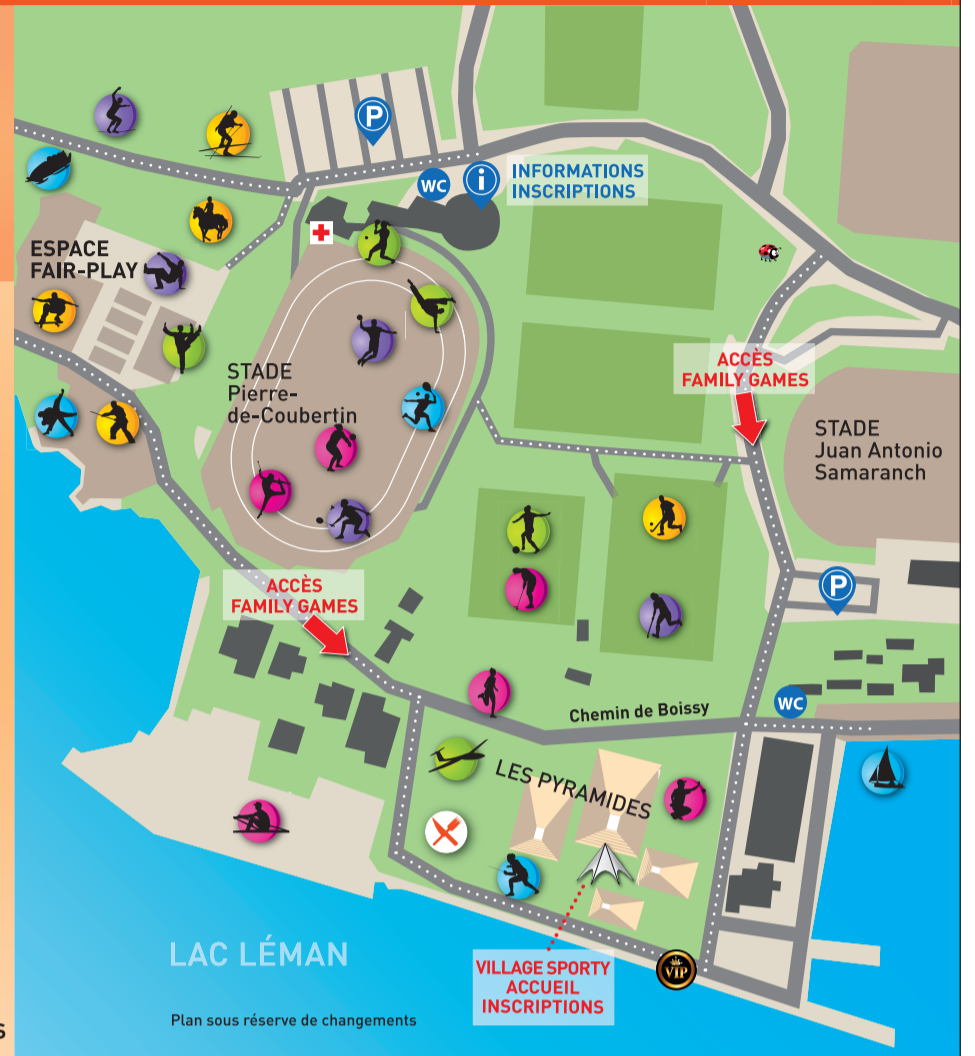 P
WC
i
INFORMATIONS
INSCRIPTIONS
ESPACE
FAIR-PLAY
STADE
Pierre-
de-Coubertin
ACCÈS
FAMILY GAMES
STADE
Juan Antonio
Samaranch
ACCÈS
FAMILY GAMES
P
WC
Chemin de Boissy
LES PYRAMIDES
LAC LÉMAN
VILLAGE SPORTY
ACCUEIL
INSCRIPTIONS
VIP
Plan sous réserve de changements
S